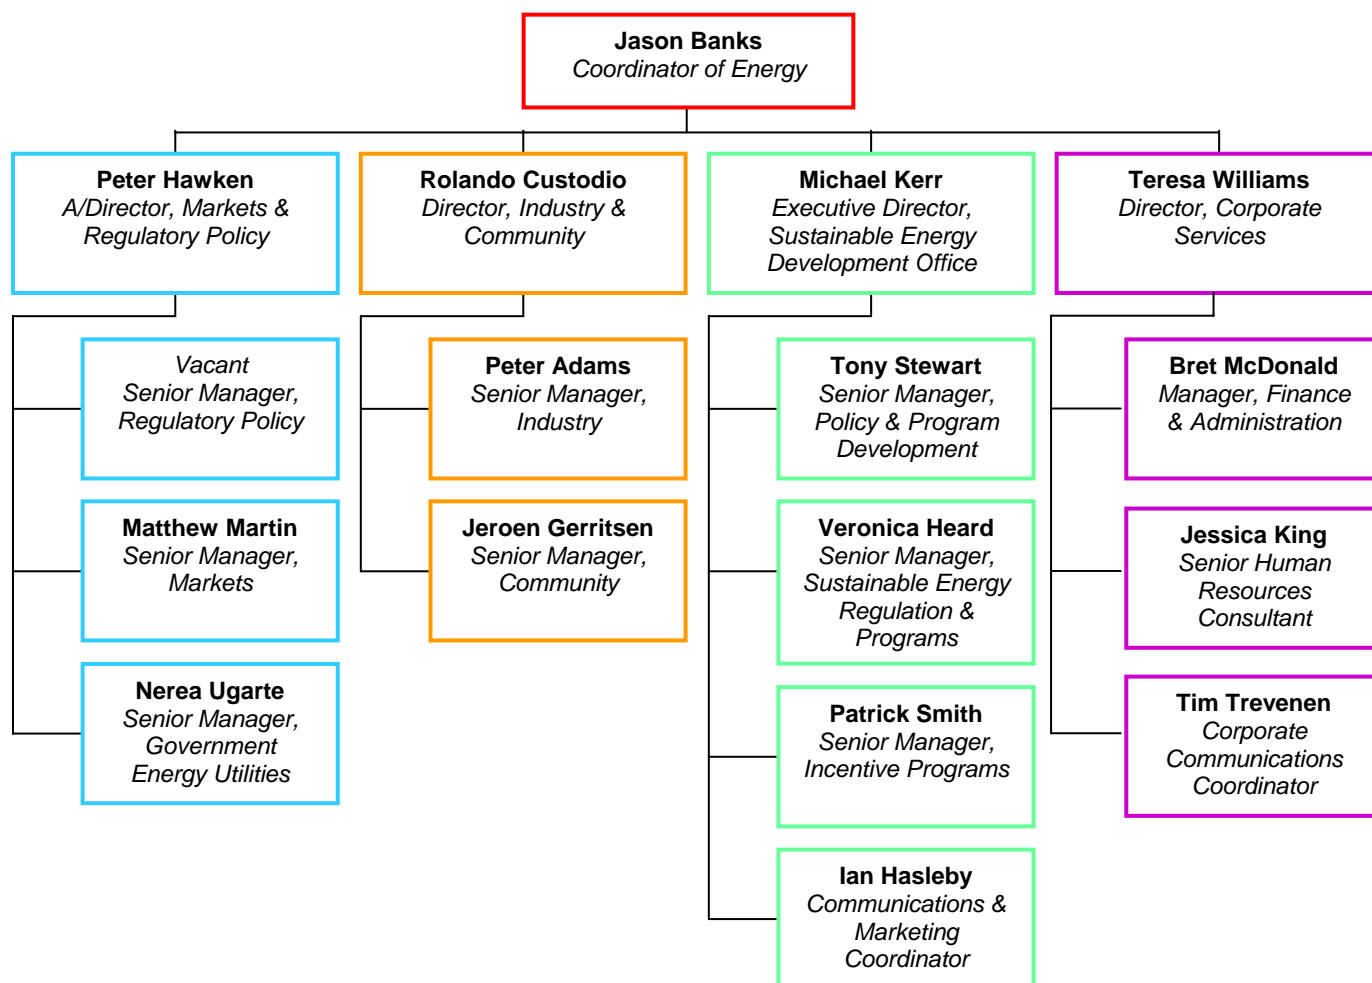 Jason Banks
Coordinator of Energy
Peter Hawken
A/Director, Markets &
Regulatory Policy
Rolando Custodio
Director, Industry &
Community
Michael Kerr
Executive Director,
Sustainable Energy
Development Office
Teresa Williams
Director, Corporate
Services
Vacant
Senior Manager,
Regulatory Policy
Matthew Martin
Senior Manager,
Markets
Nerea Ugarte
Senior Manager,
Government
Energy Utilities
Peter Adams
Senior Manager,
Industry
Jeroen Gerritsen
Senior Manager,
Community
Tony Stewart
Senior Manager,
Policy & Program
Development
Veronica Heard
Senior Manager,
Sustainable Energy
Regulation &
Programs
Patrick Smith
Senior Manager,
Incentive Programs
Ian Hasleby
Communications &
Marketing
Coordinator
Bret McDonald
Manager, Finance
& Administration
Jessica King
Senior Human
Resources
Consultant
Tim Trevenen
Corporate
Communications
Coordinator